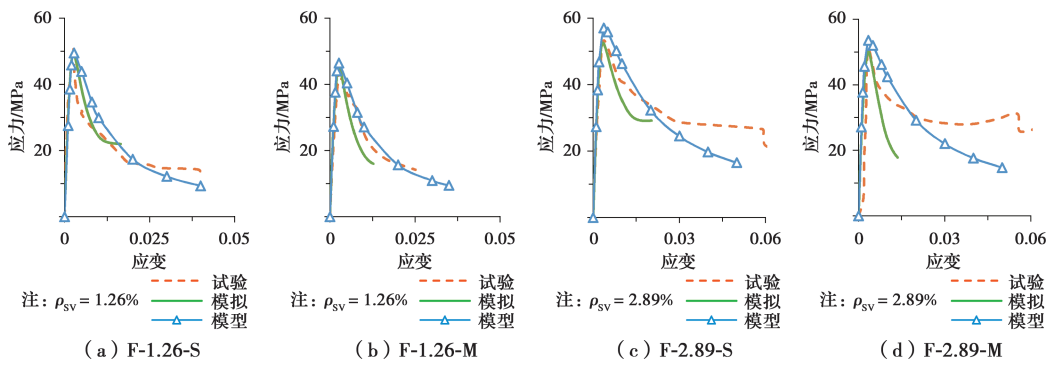 60
40
20
应力/MPa
0
0.025
0.05
应变
试验
注：ρsv = 1.26%
模拟
模型
（a）F-1.26-S
60
40
20
应力/MPa
0
0.025
0.05
应变
试验
注：ρsv = 1.26%
模拟
模型
（b）F-1.26-M
60
40
20
应力/MPa
0
0.03
0.06
应变
试验
注：ρsv = 2.89%
模拟
模型
（c）F-2.89-S
60
40
20
应力/MPa
0
0.03
0.06
应变
试验
注：ρsv = 2.89%
模拟
模型
（d）F-2.89-M